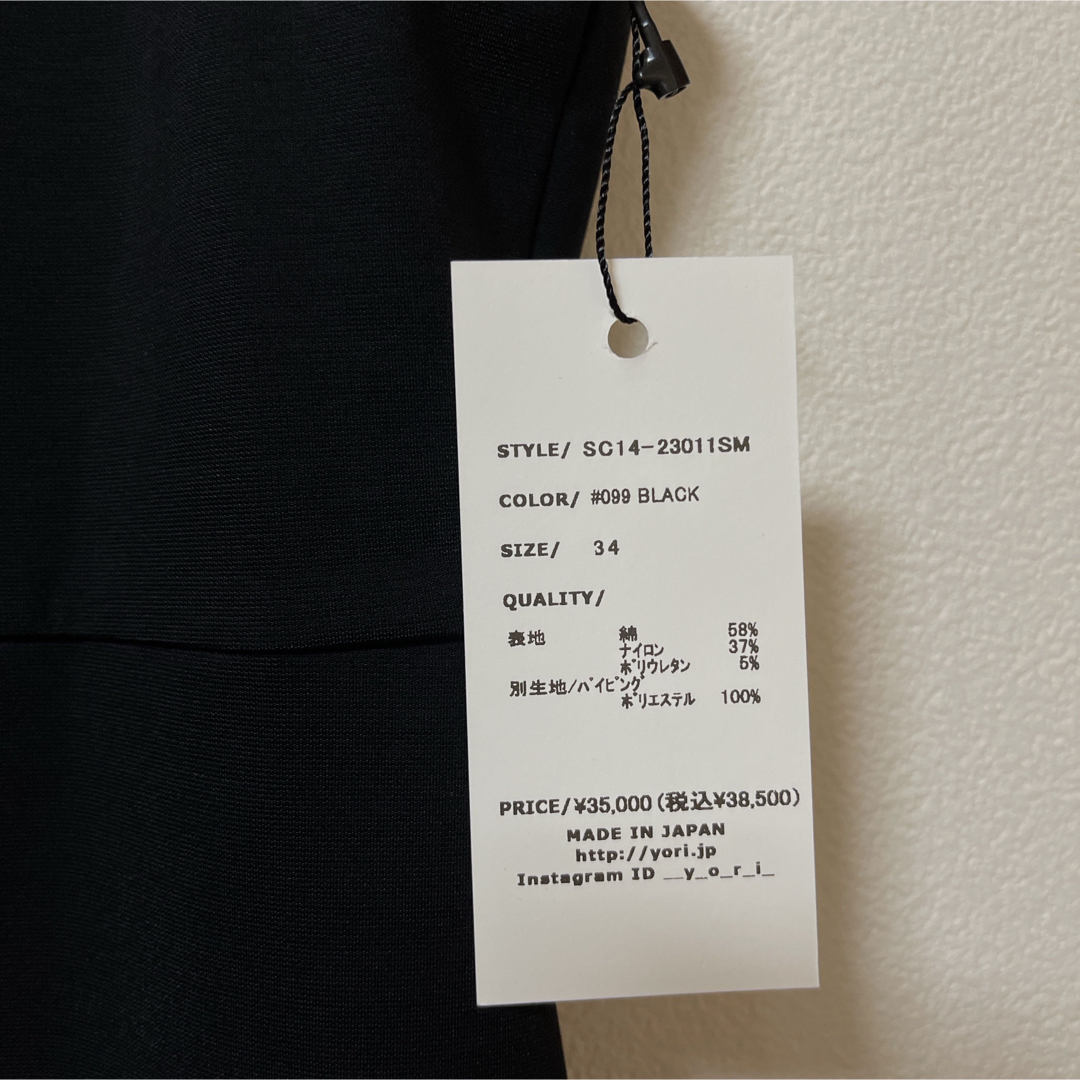 STYLE/ SC14-23011SM
COLOR/ #099 BLACK
SIZE/ 34
QUALITY/
表地 綿 58%
ナイロン 37%
ポリウレタン 5%
別生地/パイピング
ポリエステル 100%
PRICE/¥35,000(税込¥38,500)
MADE IN JAPAN
http://yori.jp
Instagram ID __y_o_r_i_